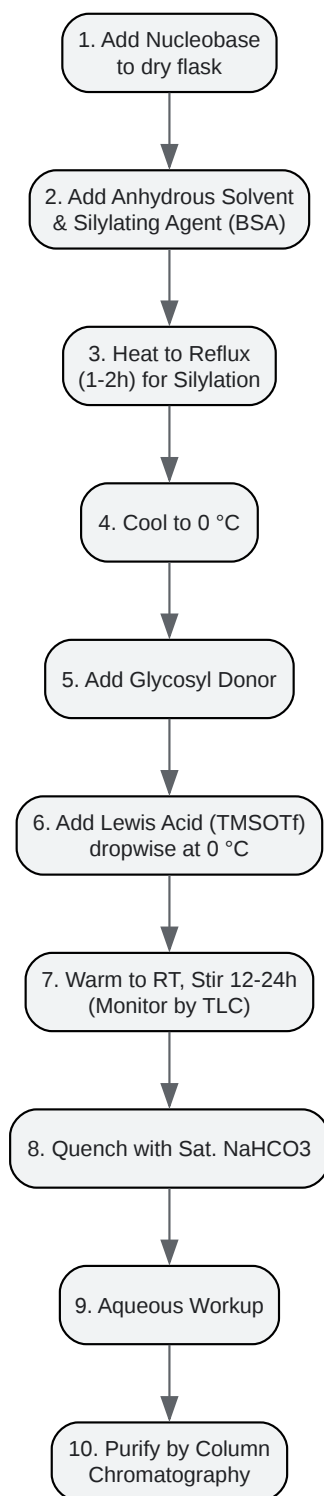 1. Add Nucleobase
to dry flask
2. Add Anhydrous Solvent
& Silylating Agent (BSA)
3. Heat to Reflux
(1-2h) for Silylation
4. Cool to 0 °C
5. Add Glycosyl Donor
6. Add Lewis Acid (TMSOTf)
dropwise at 0 °C
7. Warm to RT, Stir 12-24h
(Monitor by TLC)
8. Quench with Sat. NaHCO3
9. Aqueous Workup
10. Purify by Column
Chromatography